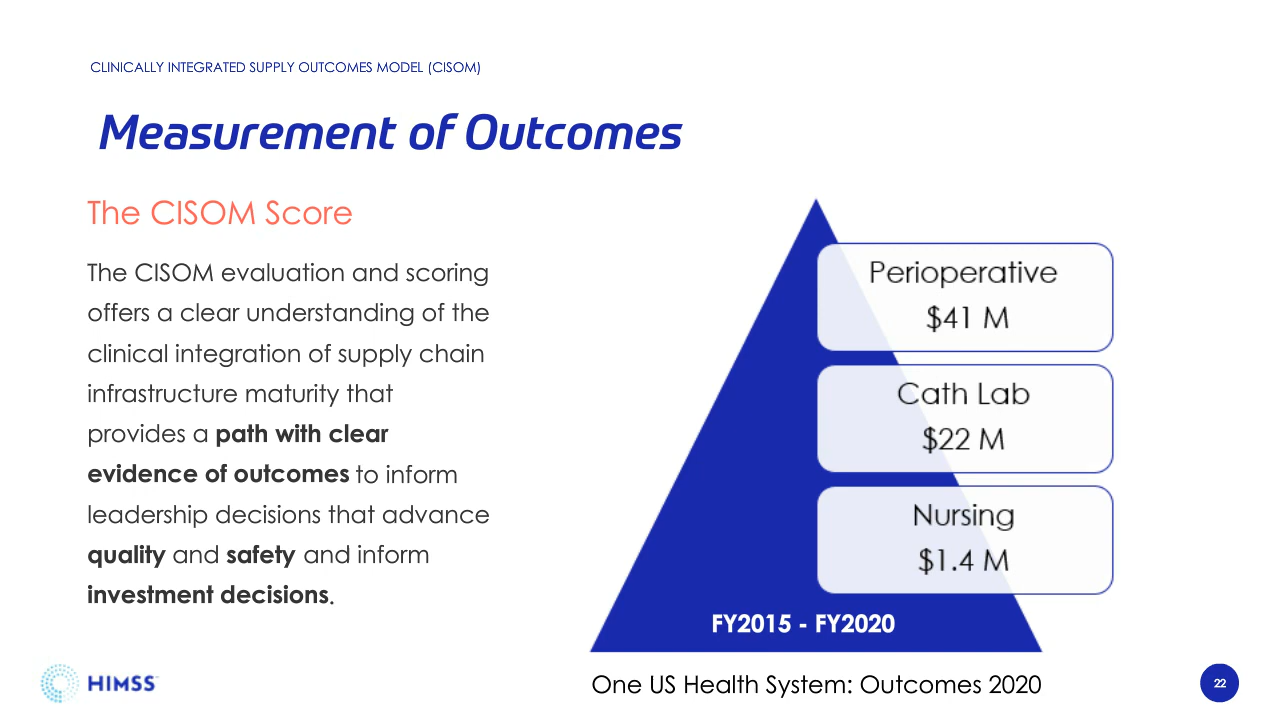 CLINICALLY INTEGRATED SUPPLY OUTCOMES MODEL (CISOM)
Measurement of Outcomes
The CISOM Score
The CISOM evaluation and scoring
offers a clear understanding of the
clinical integration of supply chain
infrastructure maturity that
provides a path with clear
evidence of outcomes to inform
leadership decisions that advance
quality and safety and inform
investment decisions.
Perioperative
$41 M
Cath Lab
$22 M
Nursing
$1.4 M
FY2015 - FY2020
One US Health System: Outcomes 2020
HIMSS
22